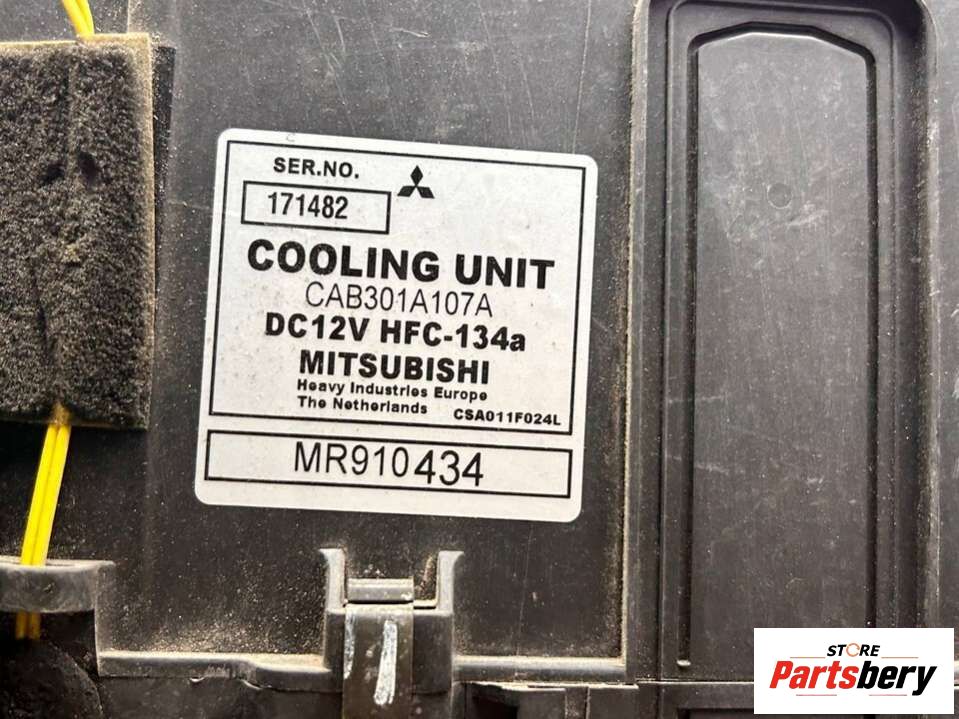 SER.NO.
171482
COOLING UNIT
CAB301A107A
DC12V HFC-134a
MITSUBISHI
Heavy Industries Europe
The Netherlands CSA011F024L
MR910434
STORE
Partsbery